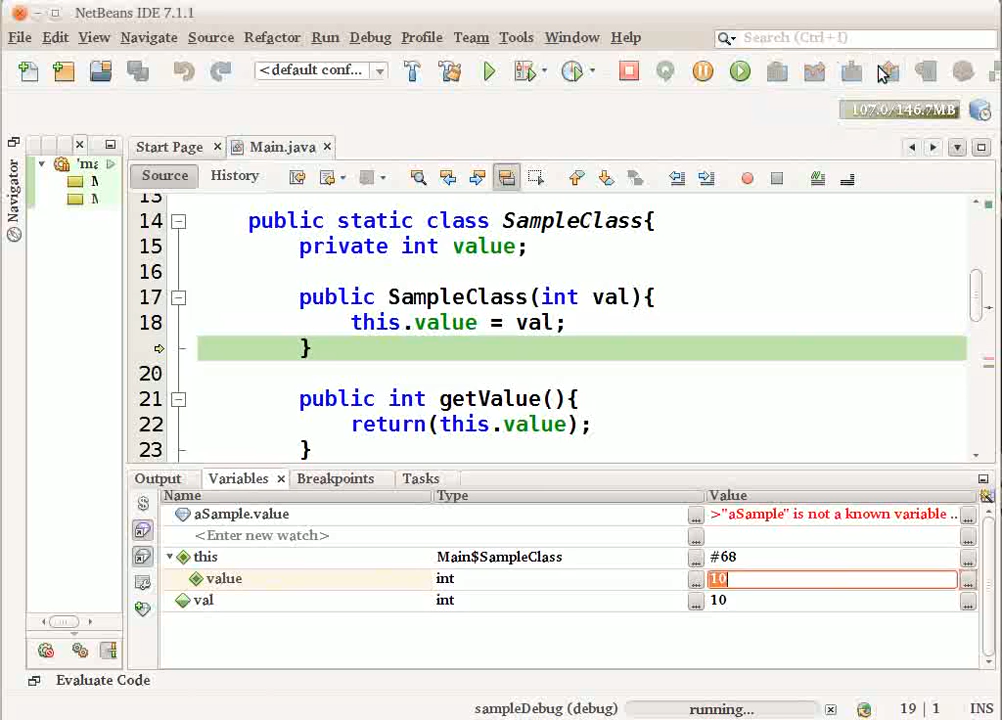 NetBeans IDE 7.1.1
File Edit View Navigate Source Refactor Run Debug Profile Team Tools Window Help
Search (Ctrl+I)
<default conf...
107.0/146.7MB
Navigator
Start Page
Main.java
Source History
13
14 public static class SampleClass{
15 private int value;
16
17 public SampleClass(int val){
18 this.value = val;
}
20
21 public int getValue(){
22 return(this.value);
23 }
Output Variables Breakpoints Tasks
Name Type Value
aSample.value >"aSample" is not a known variable ..
<Enter new watch>
this Main$SampleClass #68
value int 10
val int 10
Evaluate Code
sampleDebug (debug) running... 19 | 1 INS